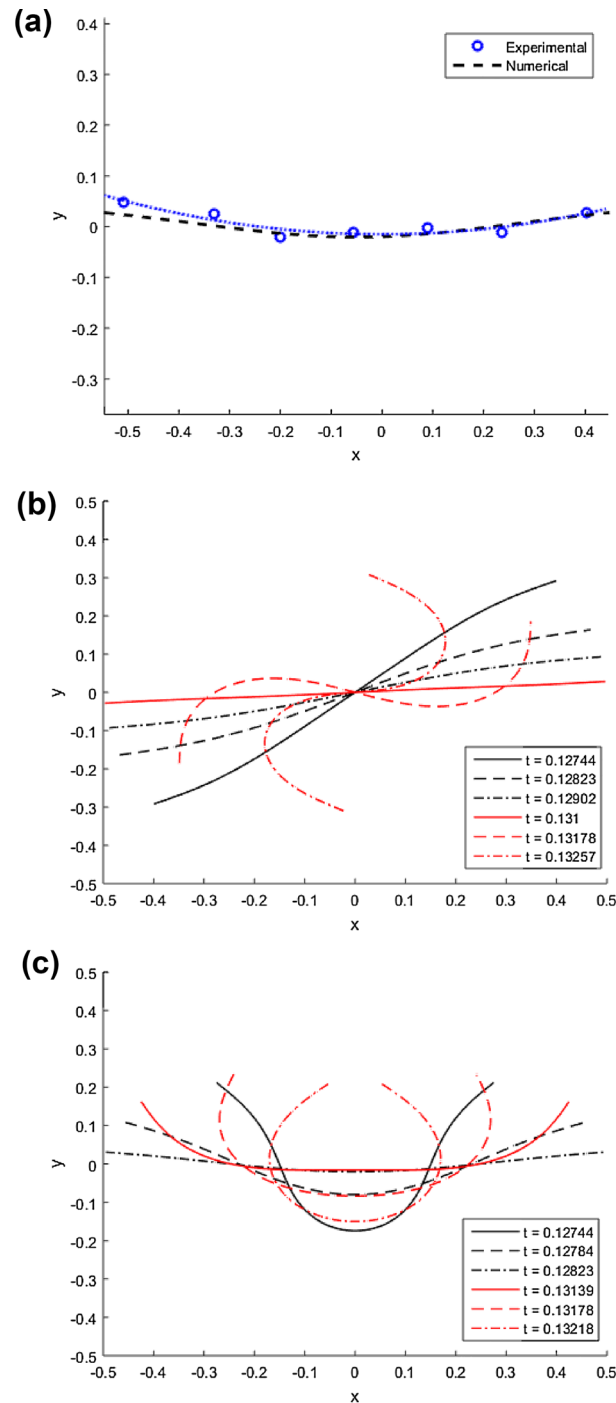 (a)
0.4
0.3
0.2
0.1
0
-0.1
-0.2
-0.3
y
-0.5 -0.4 -0.3 -0.2 -0.1 0 0.1 0.2 0.3 0.4
x
Experimental
Numerical
(b)
0.5
0.4
0.3
0.2
0.1
0
-0.1
-0.2
-0.3
-0.4
-0.5
y
-0.5 -0.4 -0.3 -0.2 -0.1 0 0.1 0.2 0.3 0.4 0.5
x
t = 0.12744
t = 0.12823
t = 0.12902
t = 0.131
t = 0.13178
t = 0.13257
(c)
0.5
0.4
0.3
0.2
0.1
0
-0.1
-0.2
-0.3
-0.4
-0.5
y
-0.5 -0.4 -0.3 -0.2 -0.1 0 0.1 0.2 0.3 0.4 0.5
x
t = 0.12744
t = 0.12784
t = 0.12823
t = 0.13139
t = 0.13178
t = 0.13218